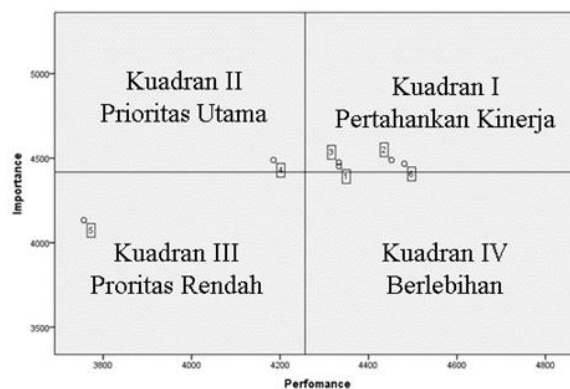 Kuadran II
Prioritas Utama
Kuadran I
Pertahankan Kinerja
Kuadran III
Proritas Rendah
Kuadran IV
Berlebihan
Importance
5000
4500
4000
3500
3
2
4
1
6
5
3800
4000
4200
4400
4600
4800
Perfomance